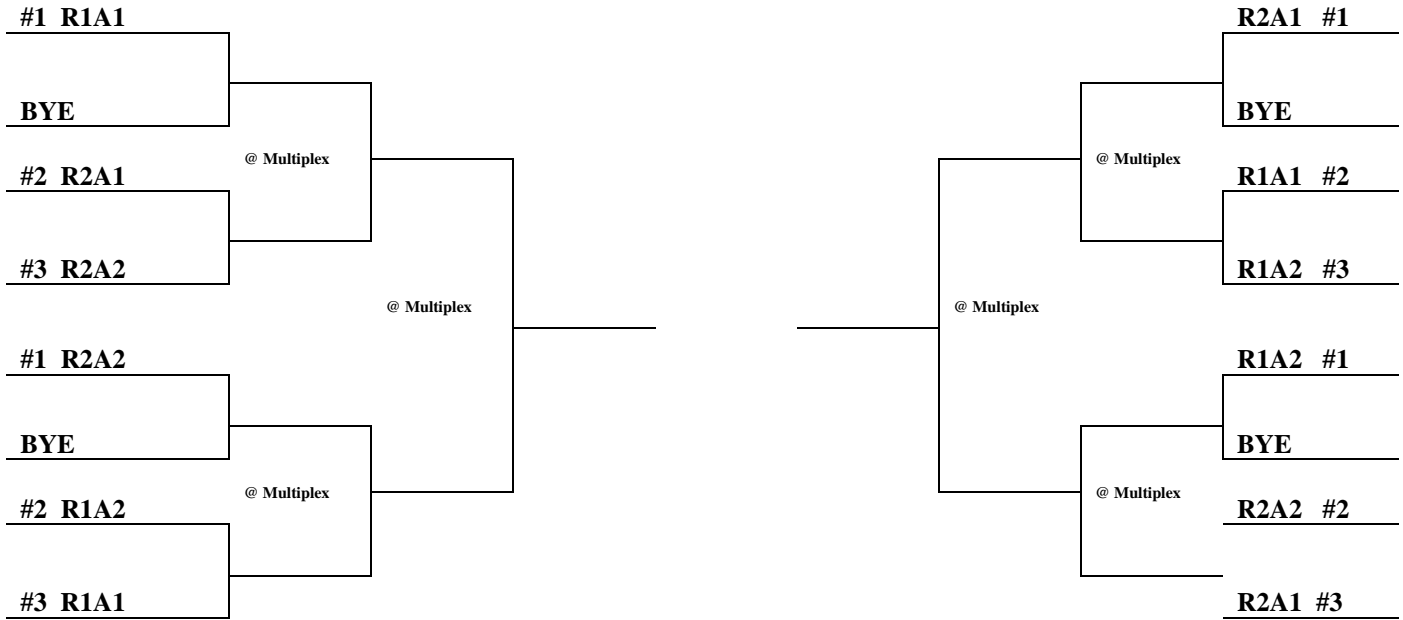 #1 R1A1
BYE
@ Multiplex
#2 R2A1
#3 R2A2
@ Multiplex
#1 R2A2
BYE
@ Multiplex
#2 R1A2
#3 R1A1
R2A1 #1
BYE
@ Multiplex
R1A1 #2
R1A2 #3
@ Multiplex
R1A2 #1
BYE
@ Multiplex
R2A2 #2
R2A1 #3